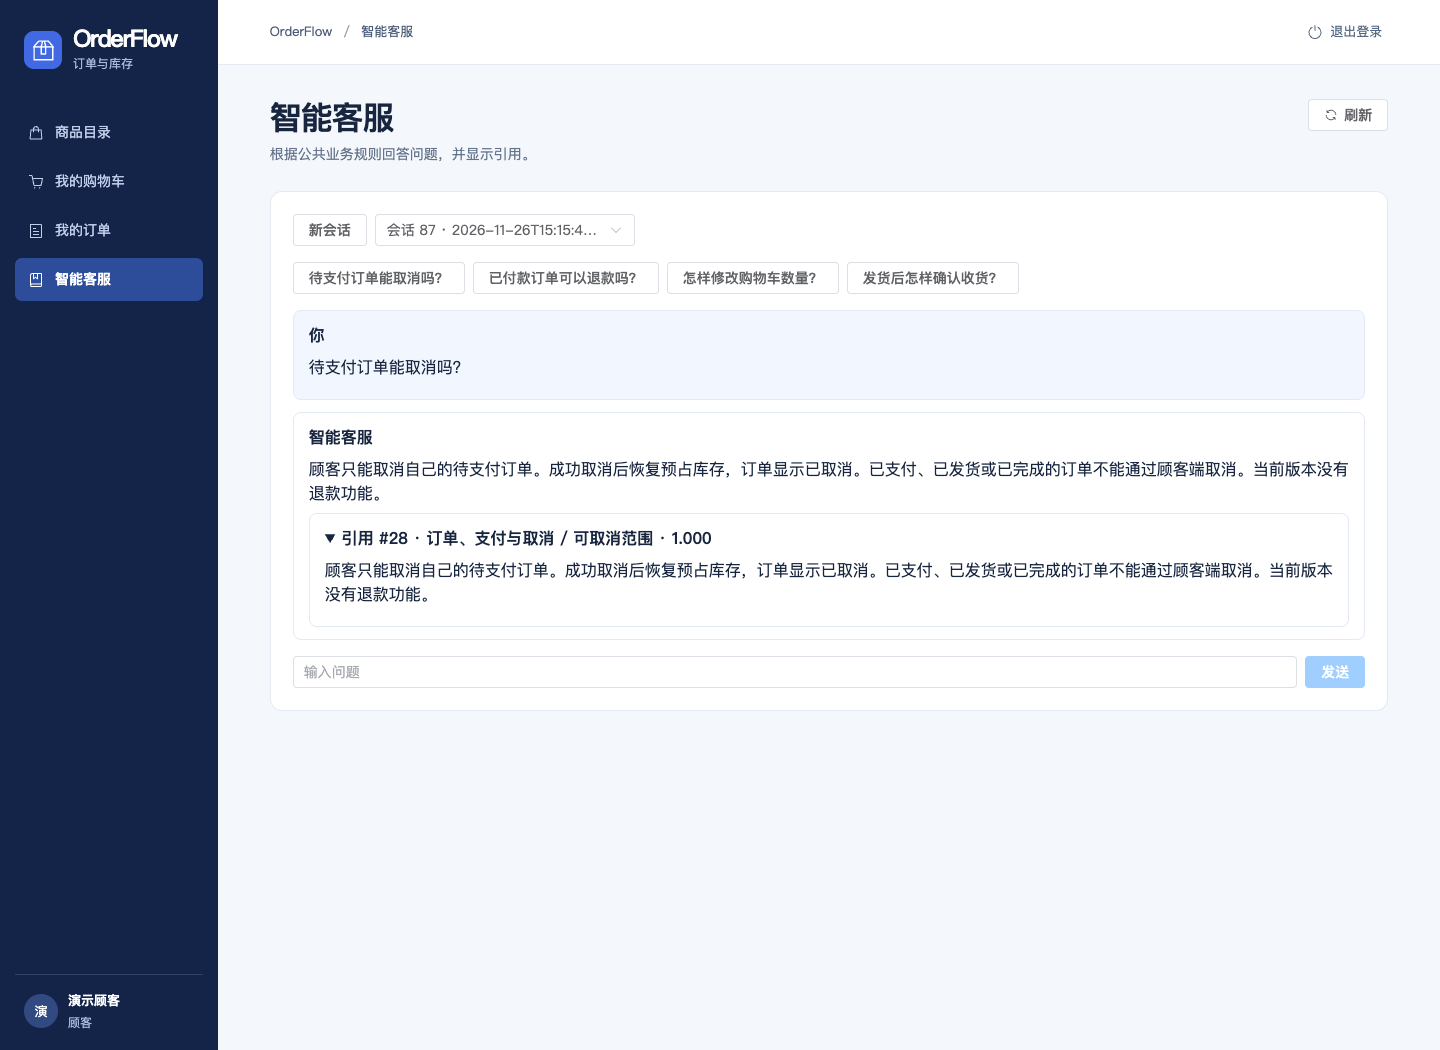 OrderFlow
订单与库存
商品目录
我的购物车
我的订单
智能客服
演
演示顾客
顾客
OrderFlow / 智能客服
退出登录
智能客服
刷新
根据公共业务规则回答问题，并显示引用。
新会话
会话 87 · 2026-11-26T15:15:4...
待支付订单能取消吗？
已付款订单可以退款吗？
怎样修改购物车数量？
发货后怎样确认收货？
你
待支付订单能取消吗？
智能客服
顾客只能取消自己的待支付订单。成功取消后恢复预占库存，订单显示已取消。已支付、已发货或已完成的订单不能通过顾客端取消。当前版本没有
退款功能。
▼ 引用 #28 · 订单、支付与取消 / 可取消范围 · 1.000
顾客只能取消自己的待支付订单。成功取消后恢复预占库存，订单显示已取消。已支付、已发货或已完成的订单不能通过顾客端取消。当前版本
没有退款功能。
输入问题
发送